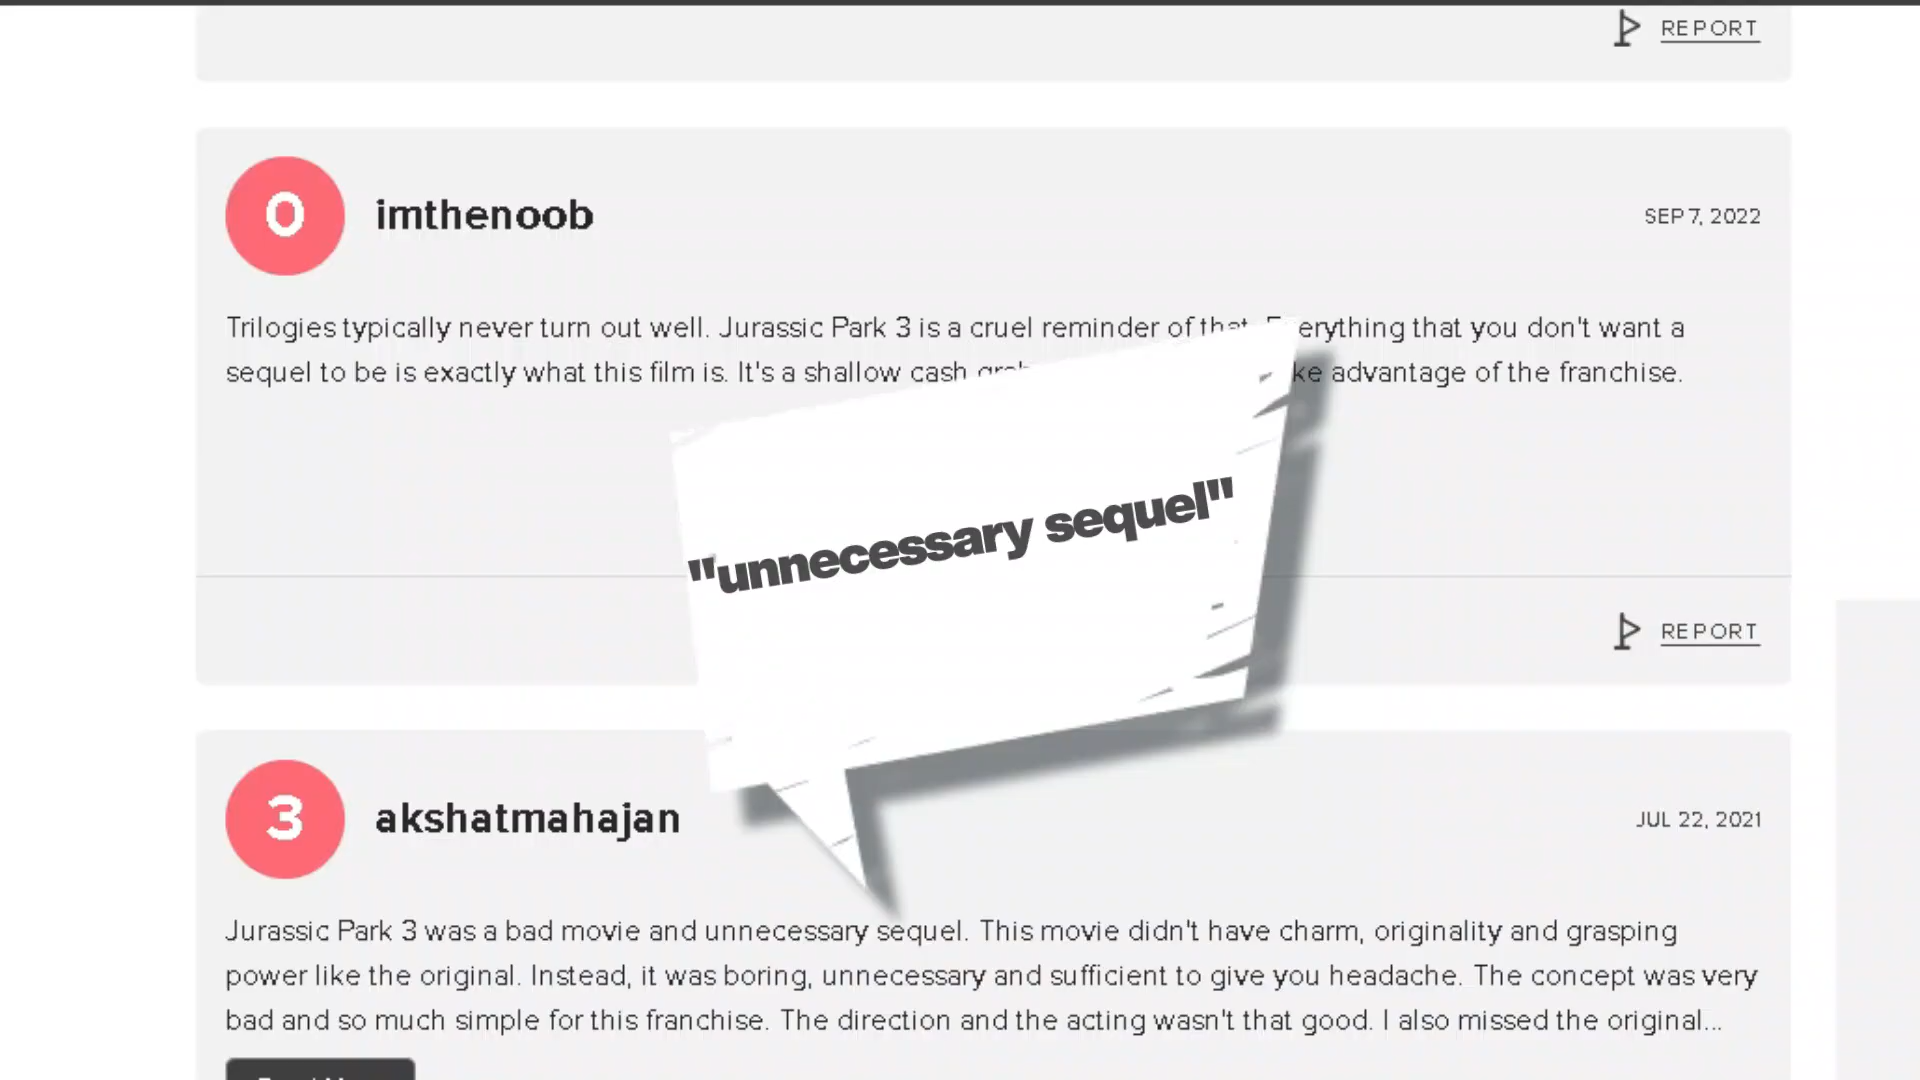 REPORT
0 imthenoob SEP 7, 2022
Trilogies typically never turn out well. Jurassic Park 3 is a cruel reminder of that. Everything that you don't want a
sequel to be is exactly what this film is. It's a shallow cash advantage of the franchise.
"unnecessary sequel"
REPORT
3 akshatmahajan JUL 22, 2021
Jurassic Park 3 was a bad movie and unnecessary sequel. This movie didn't have charm, originality and grasping
power like the original. Instead, it was boring, unnecessary and sufficient to give you headache. The concept was very
bad and so much simple for this franchise. The direction and the acting wasn't that good. I also missed the original...